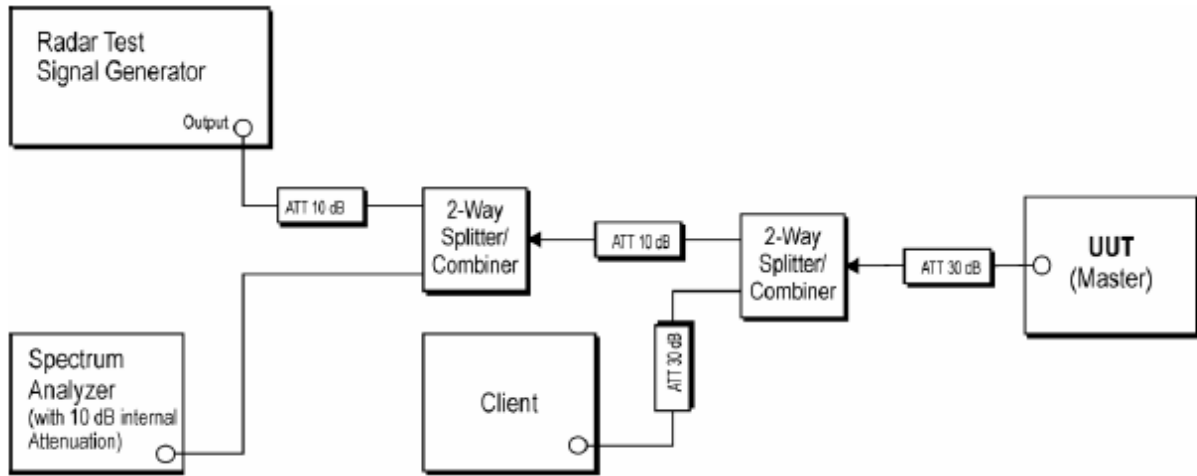 Radar Test
Signal Generator
Output
ATT 10 dB
2-Way
Splitter/
Combiner
ATT 10 dB
2-Way
Splitter/
Combiner
ATT 30 dB
UUT
(Master)
Spectrum
Analyzer
(with 10 dB internal
Attenuation)
Client
ATT 30 dB